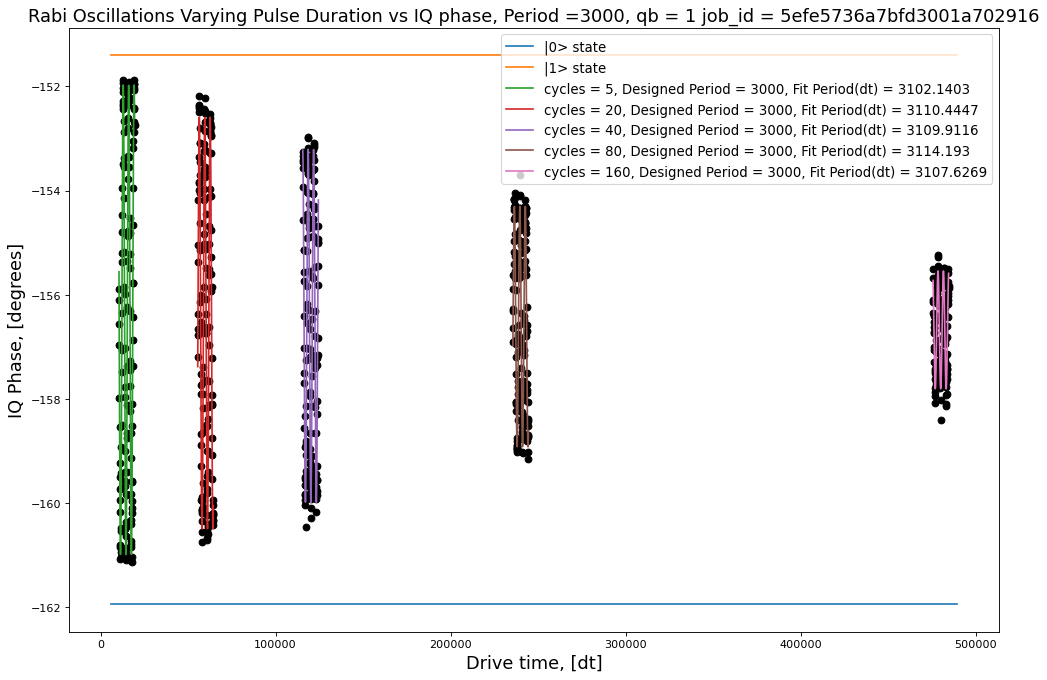 Rabi Oscillations Varying Pulse Duration vs IQ phase, Period =3000, qb = 1 job_id = 5efe5736a7bfd3001a702916
|0> state
|1> state
cycles = 5, Designed Period = 3000, Fit Period(dt) = 3102.1403
cycles = 20, Designed Period = 3000, Fit Period(dt) = 3110.4447
cycles = 40, Designed Period = 3000, Fit Period(dt) = 3109.9116
cycles = 80, Designed Period = 3000, Fit Period(dt) = 3114.193
cycles = 160, Designed Period = 3000, Fit Period(dt) = 3107.6269
IQ Phase, [degrees]
−152
−154
−156
−158
−160
−162
0 100000 200000 300000 400000 500000
Drive time, [dt]